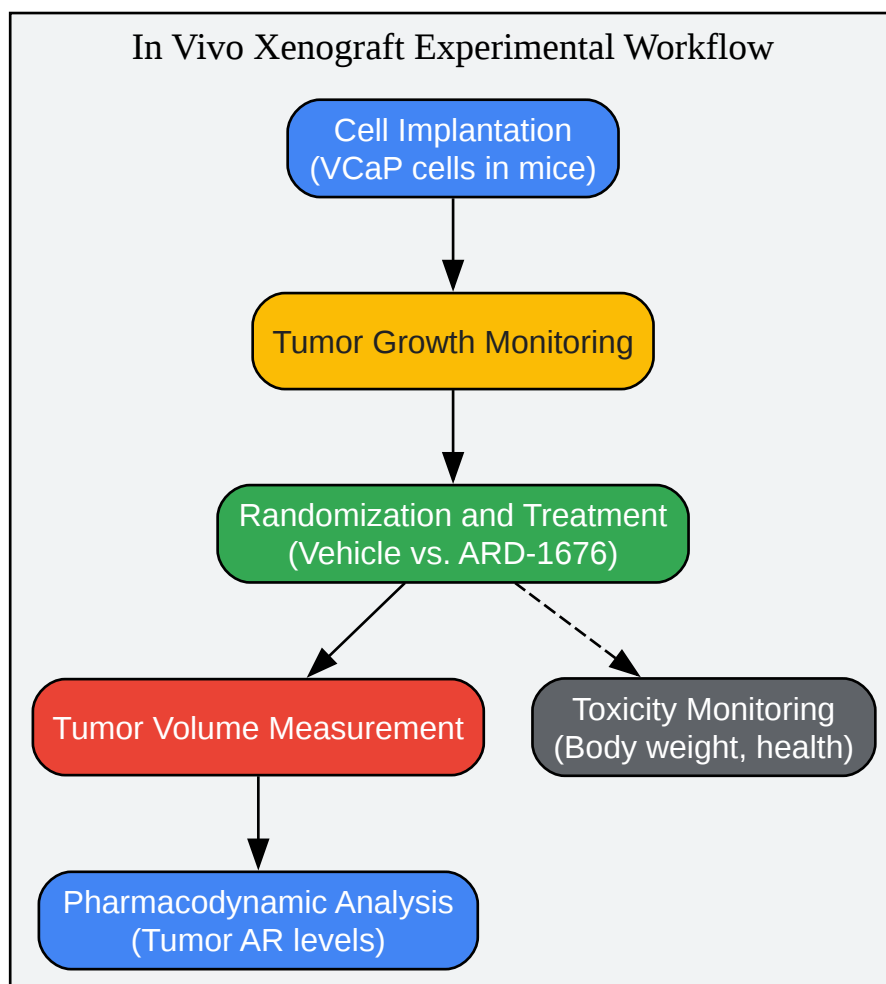 In Vivo Xenograft Experimental Workflow
Cell Implantation
(VCaP cells in mice)
Tumor Growth Monitoring
Randomization and Treatment
(Vehicle vs. ARD-1676)
Tumor Volume Measurement
Toxicity Monitoring
(Body weight, health)
Pharmacodynamic Analysis
(Tumor AR levels)